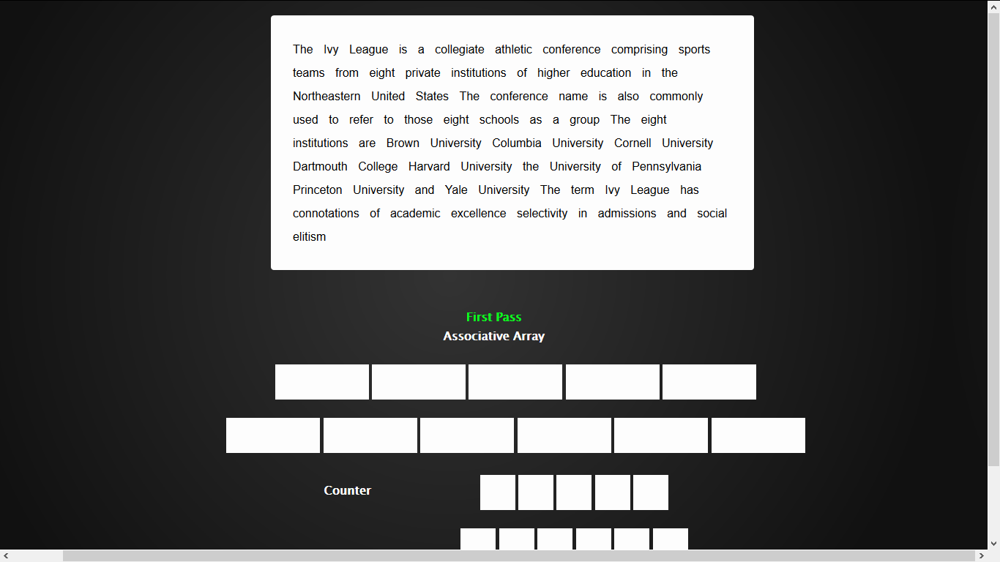 The Ivy League is a collegiate athletic conference comprising sports
teams from eight private institutions of higher education in the
Northeastern United States The conference name is also commonly
used to refer to those eight schools as a group The eight
institutions are Brown University Columbia University Cornell University
Dartmouth College Harvard University the University of Pennsylvania
Princeton University and Yale University The term Ivy League has
connotations of academic excellence selectivity in admissions and social
elitism
First Pass
Associative Array
Counter